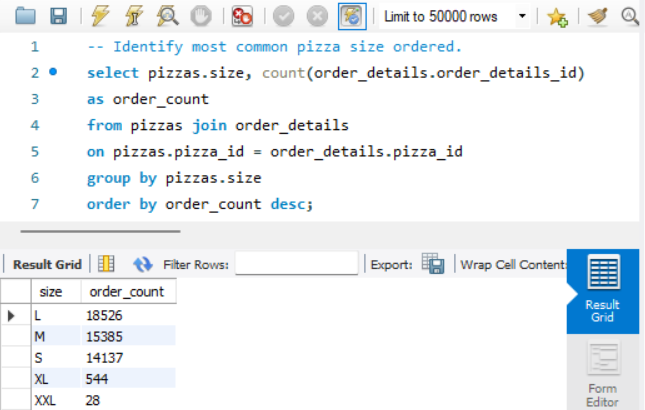 Limit to 50000 rows
1 -- Identify most common pizza size ordered.
2 select pizzas.size, count(order_details.order_details_id)
3 as order_count
4 from pizzas join order_details
5 on pizzas.pizza_id = order_details.pizza_id
6 group by pizzas.size
7 order by order_count desc;
Result Grid Filter Rows: Export: Wrap Cell Content:
size order_count
L 18526
M 15385
S 14137
XL 544
XXL 28
Result
Grid
Form
Editor